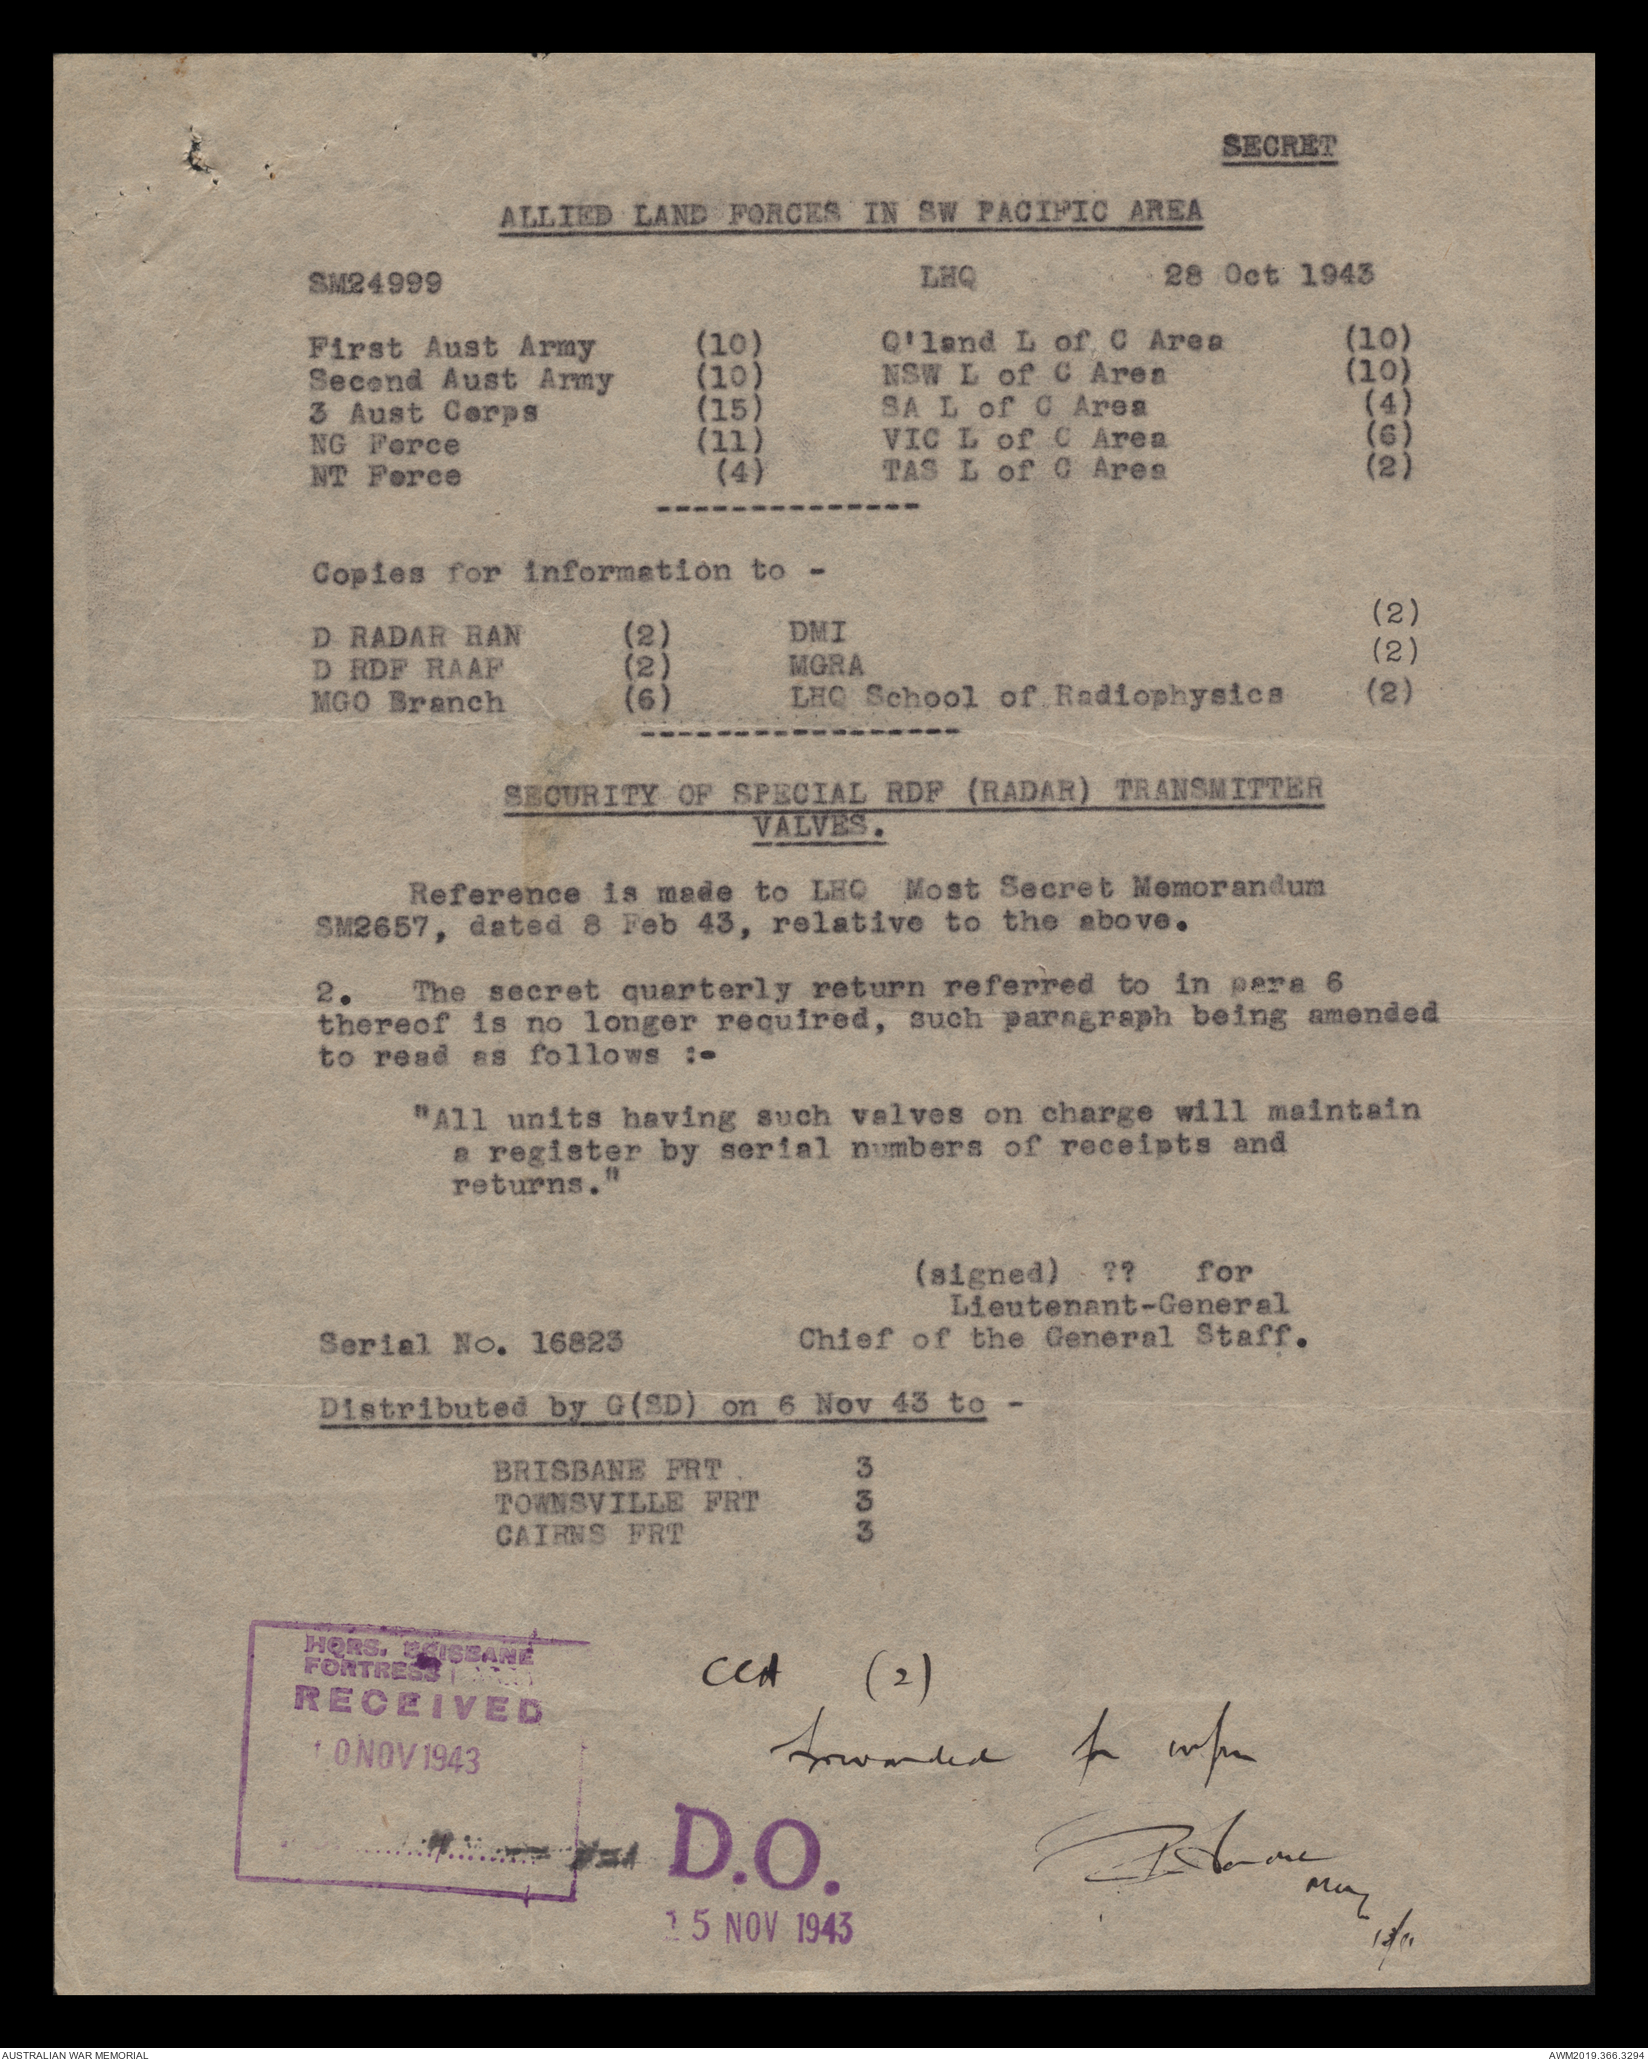 SECRET
ALLIED LAND FORCES IN SW PACIFIC AREA
SM24999 LHQ 28 Oct 1943
First Aust Army (10) Q'land L of C Area (10)
Second Aust Army (10) NSW L of C Area (10)
3 Aust Corps (15) SA L of C Area (4)
NG Force (11) VIC L of C Area (6)
NT Force (4) TAS L of C Area (2)
--------------
Copies for information to -
D RADAR RAN (2) DMI (2)
D RDF RAAF (2) MGRA (2)
MGO Branch (6) LHQ School of Radiophysics (2)
-----------------
SECURITY OF SPECIAL RDF (RADAR) TRANSMITTER
VALVES.
Reference is made to LHQ Most Secret Memorandum
SM2657, dated 8 Feb 43, relative to the above.
2. The secret quarterly return referred to in para 6
thereof is no longer required, such paragraph being amended
to read as follows :-
"All units having such valves on charge will maintain
a register by serial numbers of receipts and
returns."
(signed) ?? for
Lieutenant-General
Serial No. 16823 Chief of the General Staff.
Distributed by G(SD) on 6 Nov 43 to -
BRISBANE FRT 3
TOWNSVILLE FRT 3
CAIRNS FRT 3
HQRS. BRISBANE
FORTRESS
RECEIVED
10 NOV 1943
CCA (2)
forwarded for infm
D.O.
15 NOV 1943
AUSTRALIAN WAR MEMORIAL AWM2019.366.3294